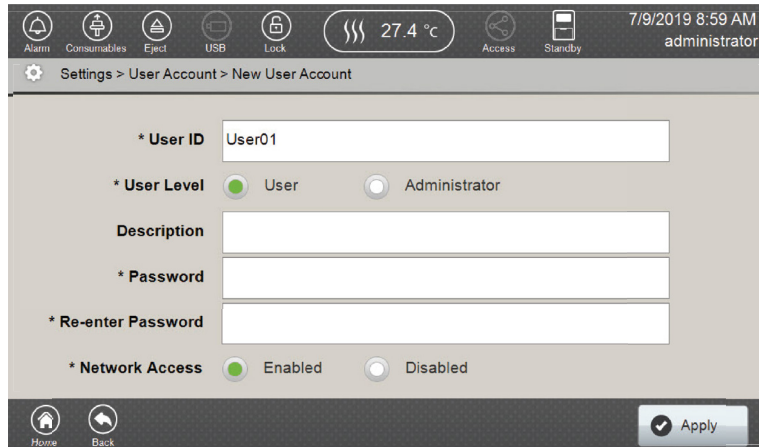 27.4 °C
7/9/2019 8:59 AM
Alarm Consumables Eject USB Lock Access Standby administrator
Settings > User Account > New User Account
* User ID User01
* User Level User Administrator
Description
* Password
* Re-enter Password
* Network Access Enabled Disabled
Home Back Apply